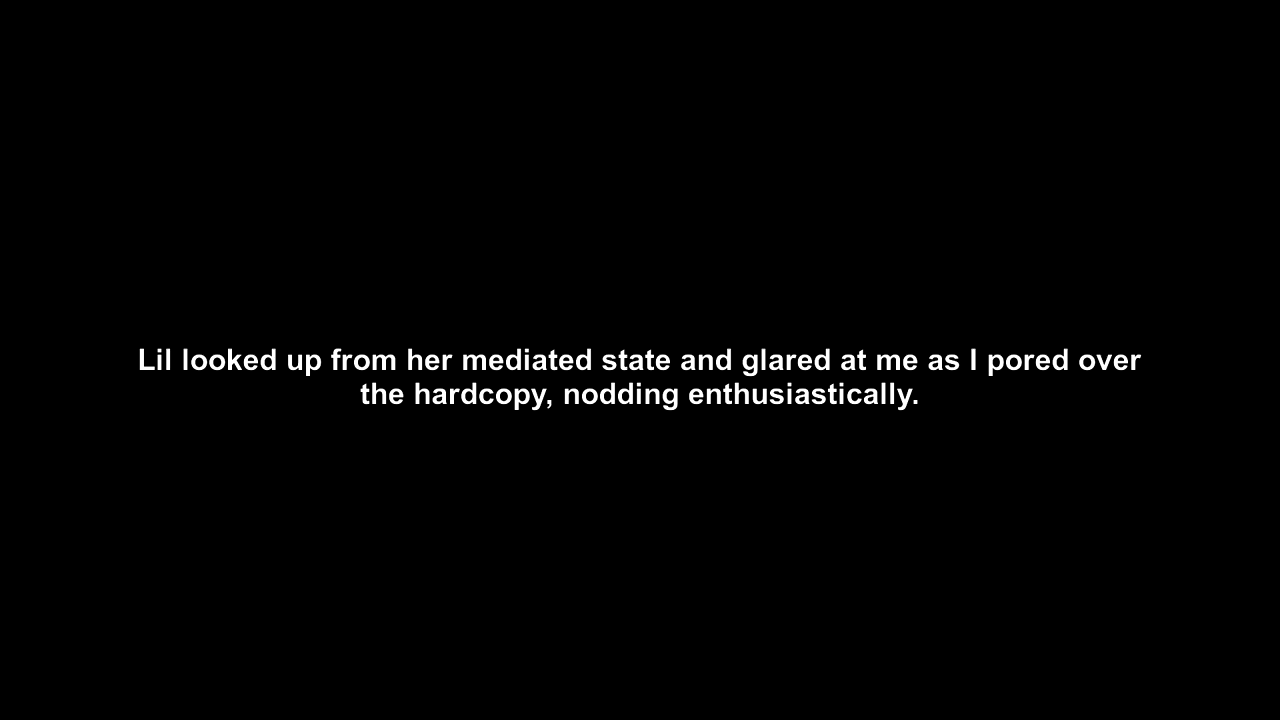 Lil looked up from her mediated state and glared at me as I pored over
the hardcopy, nodding enthusiastically.